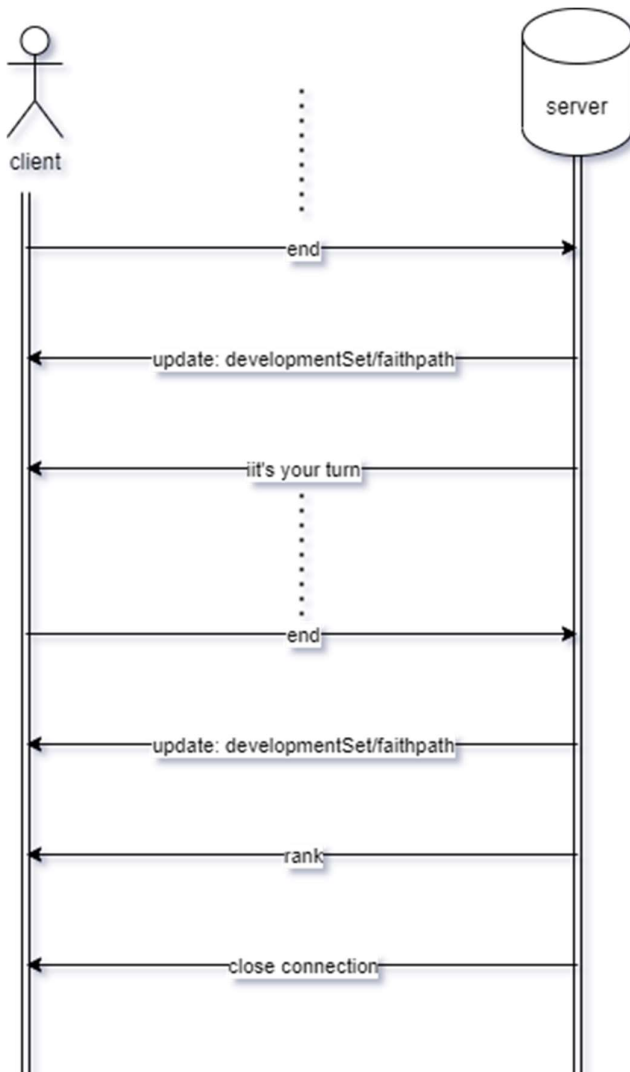 server
client
end
update: developmentSet/faithpath
iit's your turn
end
update: developmentSet/faithpath
rank
close connection